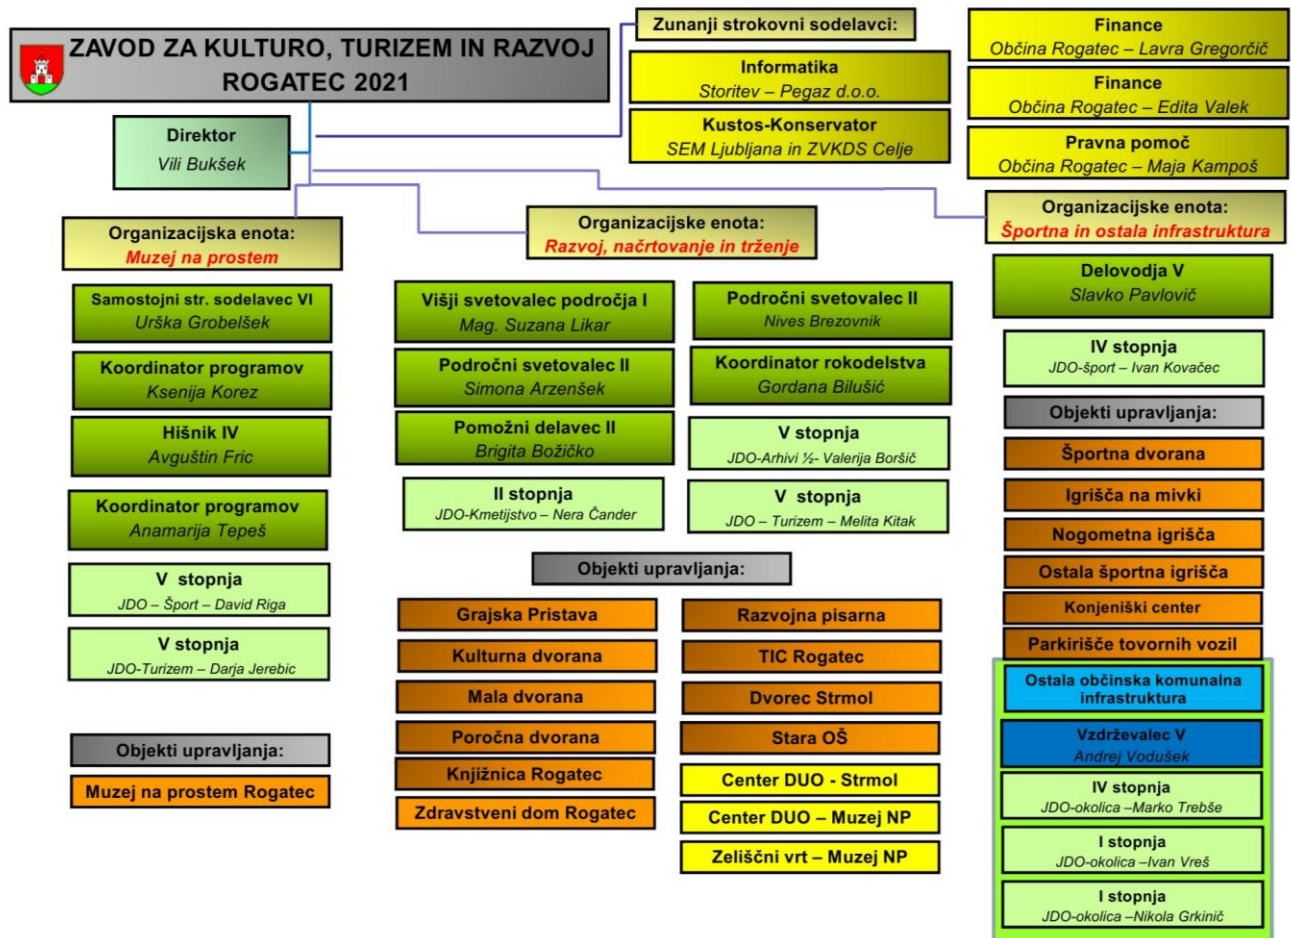 ZAVOD ZA KULTURO, TURIZEM IN RAZVOJ
ROGATEC 2021
Direktor
Vili Bukšek
Zunanji strokovni sodelavci:
Informatika
Storitev – Pegaz d.o.o.
Kustos-Konservator
SEM Ljubljana in ZVKDS Celje
Finance
Občina Rogatec – Lavra Gregorčič
Finance
Občina Rogatec – Edita Valek
Pravna pomoč
Občina Rogatec – Maja Kampoš
Organizacijska enota:
Muzej na prostem
Samostojni str. sodelavec VI
Urška Grobelšek
Koordinator programov
Ksenija Korez
Hišnik IV
Avguštin Fric
Koordinator programov
Anamarija Tepeš
V stopnja
JDO – Šport – David Riga
V stopnja
JDO-Turizem – Darja Jerebic
Objekti upravljanja:
Muzej na prostem Rogatec
Organizacijske enota:
Razvoj, načrtovanje in trženje
Višji svetovalec področja I
Mag. Suzana Likar
Področni svetovalec II
Simona Arzenšek
Pomožni delavec II
Brigita Božičko
II stopnja
JDO-Kmetijstvo – Nera Čander
Področni svetovalec II
Nives Brezovnik
Koordinator rokodelstva
Gordana Bilušić
V stopnja
JDO-Arhivi ½- Valerija Boršič
V stopnja
JDO – Turizem – Melita Kitak
Objekti upravljanja:
Grajska Pristava
Kulturna dvorana
Mala dvorana
Poročna dvorana
Knjižnica Rogatec
Zdravstveni dom Rogatec
Razvojna pisarna
TIC Rogatec
Dvorec Strmol
Stara OŠ
Center DUO - Strmol
Center DUO – Muzej NP
Zeliščni vrt – Muzej NP
Organizacijske enota:
Športna in ostala infrastruktura
Delovodja V
Slavko Pavlovič
IV stopnja
JDO-šport – Ivan Kovačec
Objekti upravljanja:
Športna dvorana
Igrišča na mivki
Nogometna igrišča
Ostala športna igrišča
Konjeniški center
Parkirišče tovornih vozil
Ostala občinska komunalna
infrastruktura
Vzdrževalec V
Andrej Vodušek
IV stopnja
JDO-okolica –Marko Trebše
I stopnja
JDO-okolica –Ivan Vreš
I stopnja
JDO-okolica –Nikola Grkinič